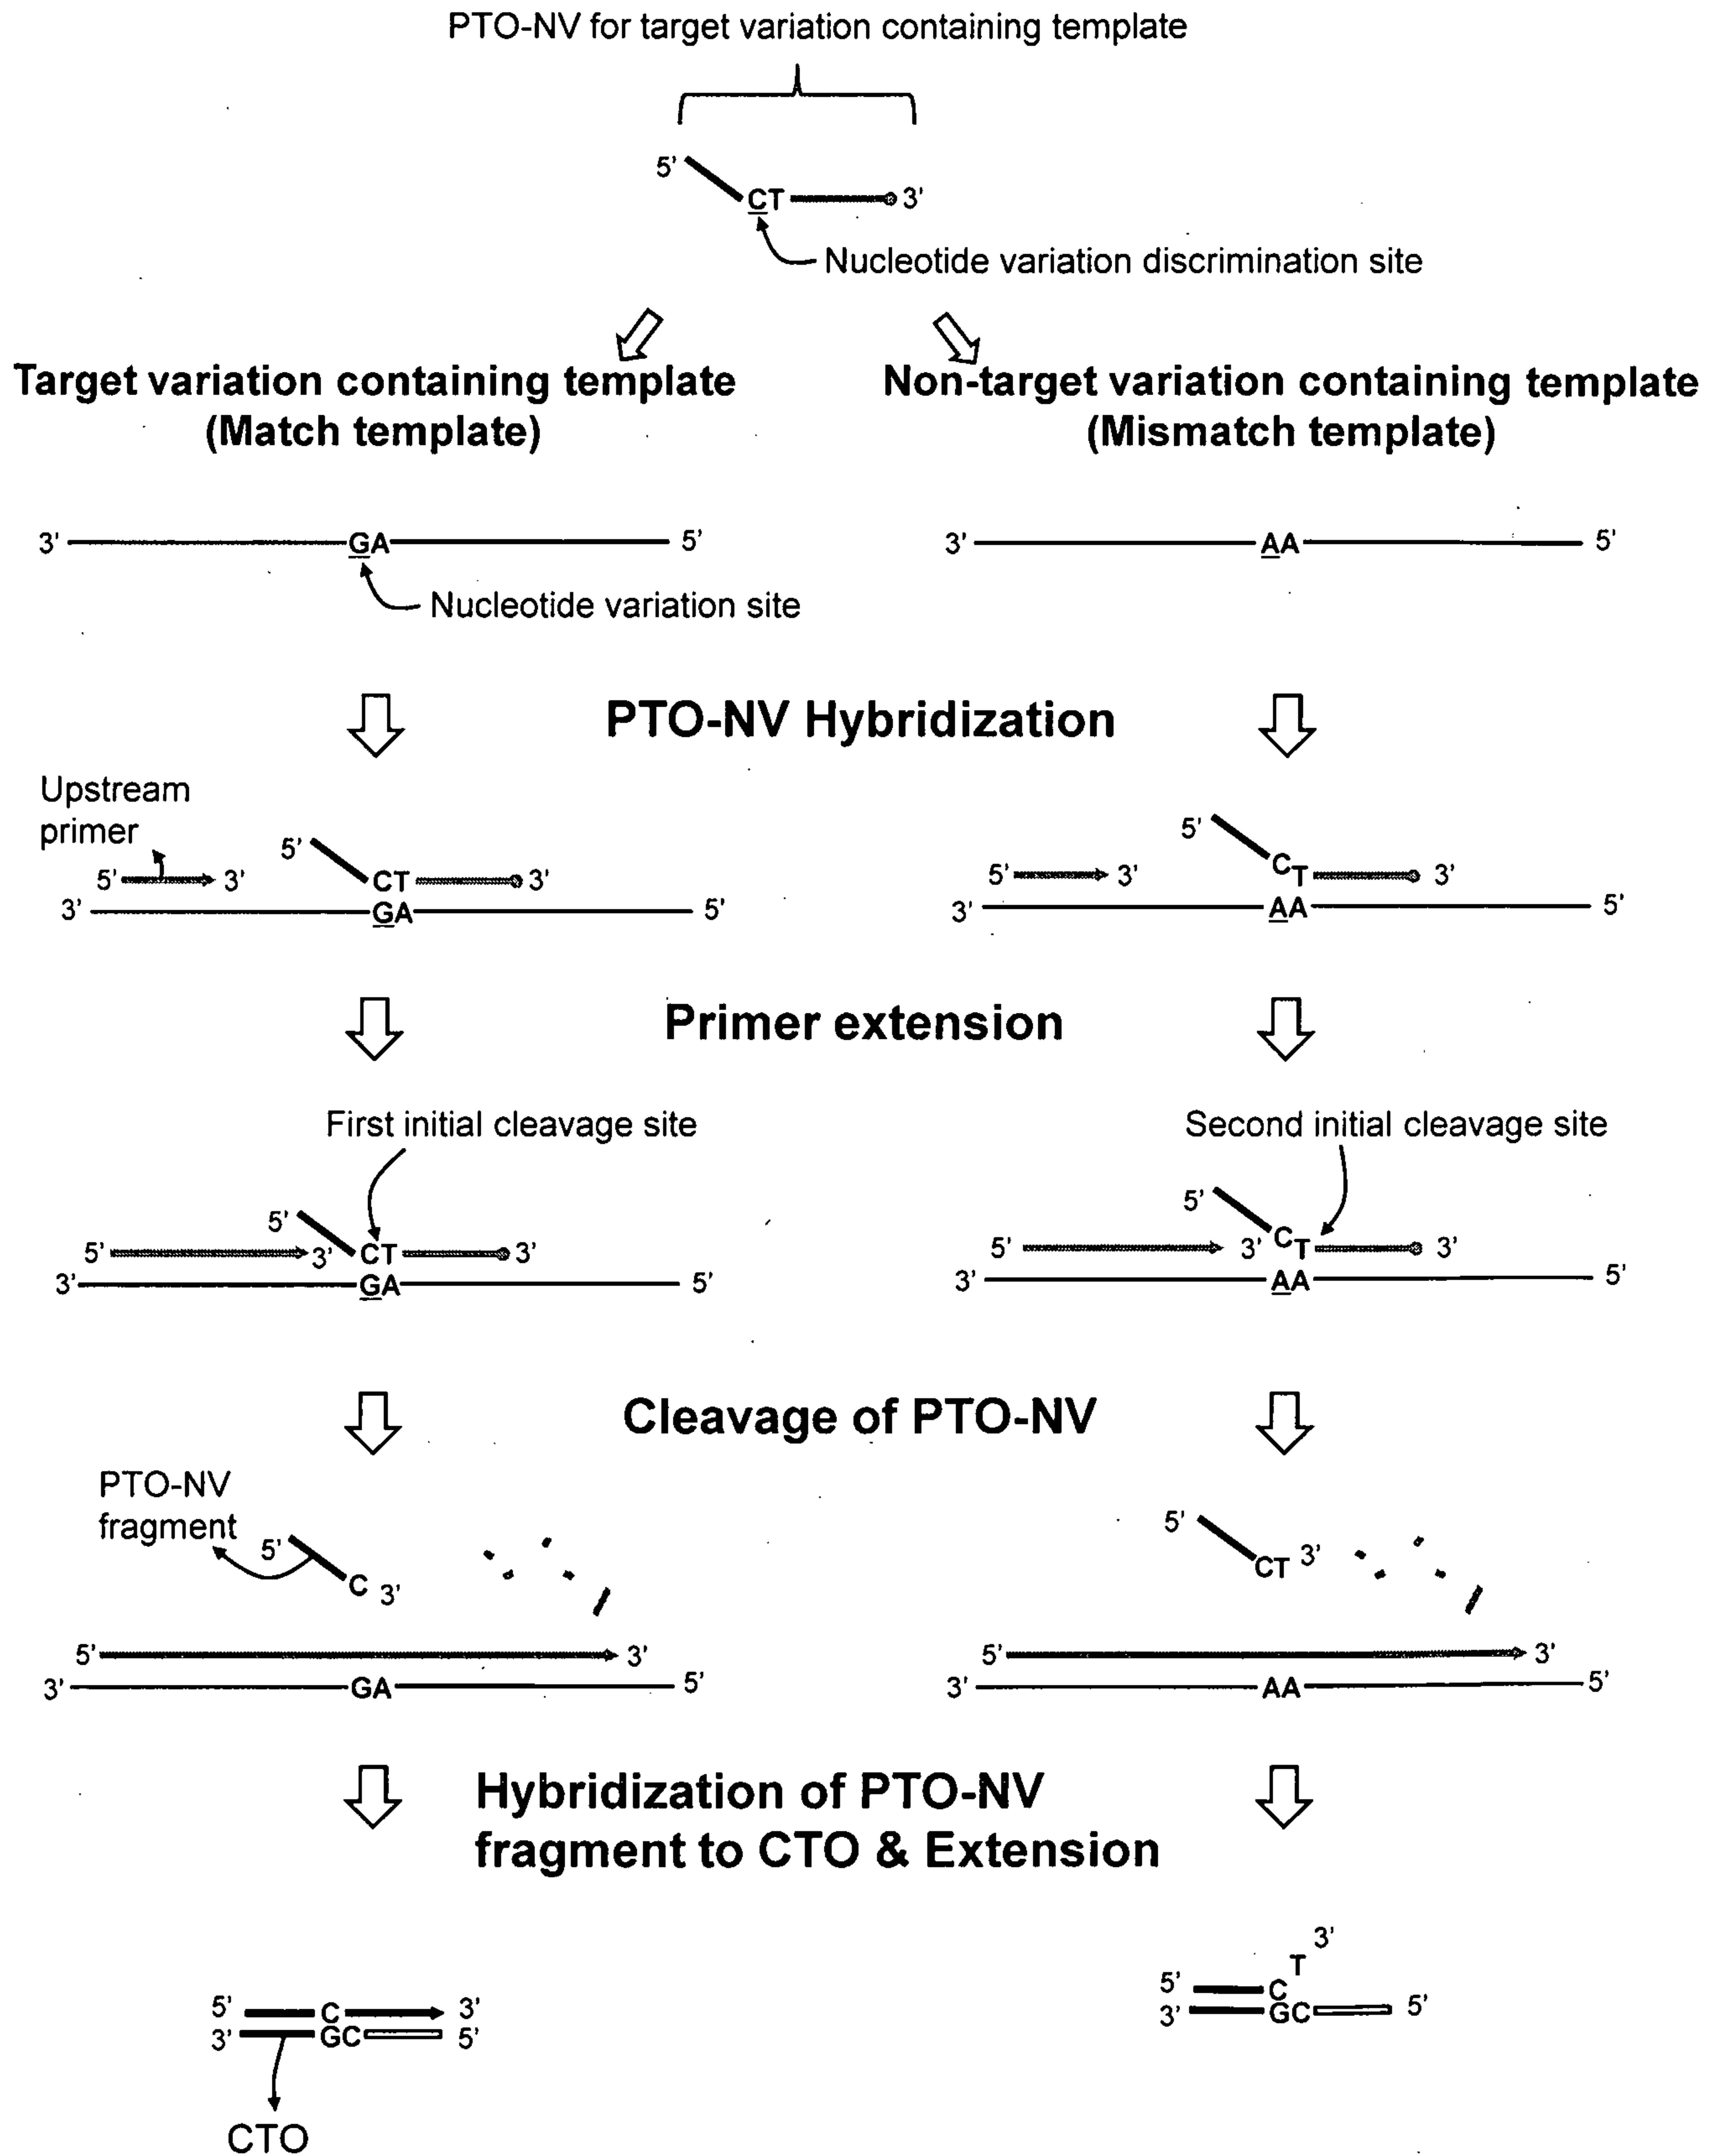 PTO-NV for target variation containing template
5'
CT
3'
Nucleotide variation discrimination site
Target variation containing template
(Match template)
Non-target variation containing template
(Mismatch template)
3' GA 5'
3' AA 5'
Nucleotide variation site
PTO-NV Hybridization
Upstream
primer
5' 3' 5' CT 3'
3' GA 5'
5' 3' 5' CT 3'
3' AA 5'
Primer extension
First initial cleavage site
Second initial cleavage site
5' 3' 5' CT 3'
3' GA 5'
5' 3' 5' CT 3'
3' AA 5'
Cleavage of PTO-NV
PTO-NV
fragment
5' C 3'
5' CT 3'
5' 3'
3' GA 5'
5' 3'
3' AA 5'
Hybridization of PTO-NV
fragment to CTO & Extension
5' C 3'
3' GC 5'
CTO
3'
T
5' C
3' GC 5'